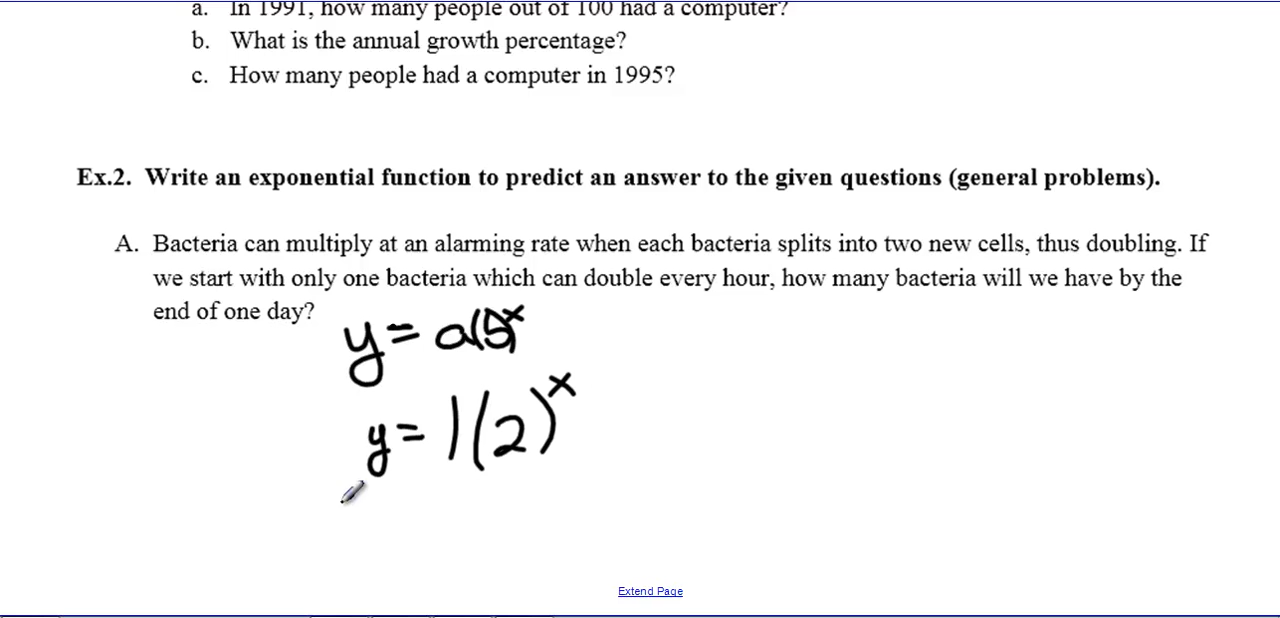 a. In 1991, how many people out of 100 had a computer?
b. What is the annual growth percentage?
c. How many people had a computer in 1995?
Ex.2. Write an exponential function to predict an answer to the given questions (general problems).
A. Bacteria can multiply at an alarming rate when each bacteria splits into two new cells, thus doubling. If
we start with only one bacteria which can double every hour, how many bacteria will we have by the
end of one day?
y = a(b)^x
y = 1(2)^x
Extend Page